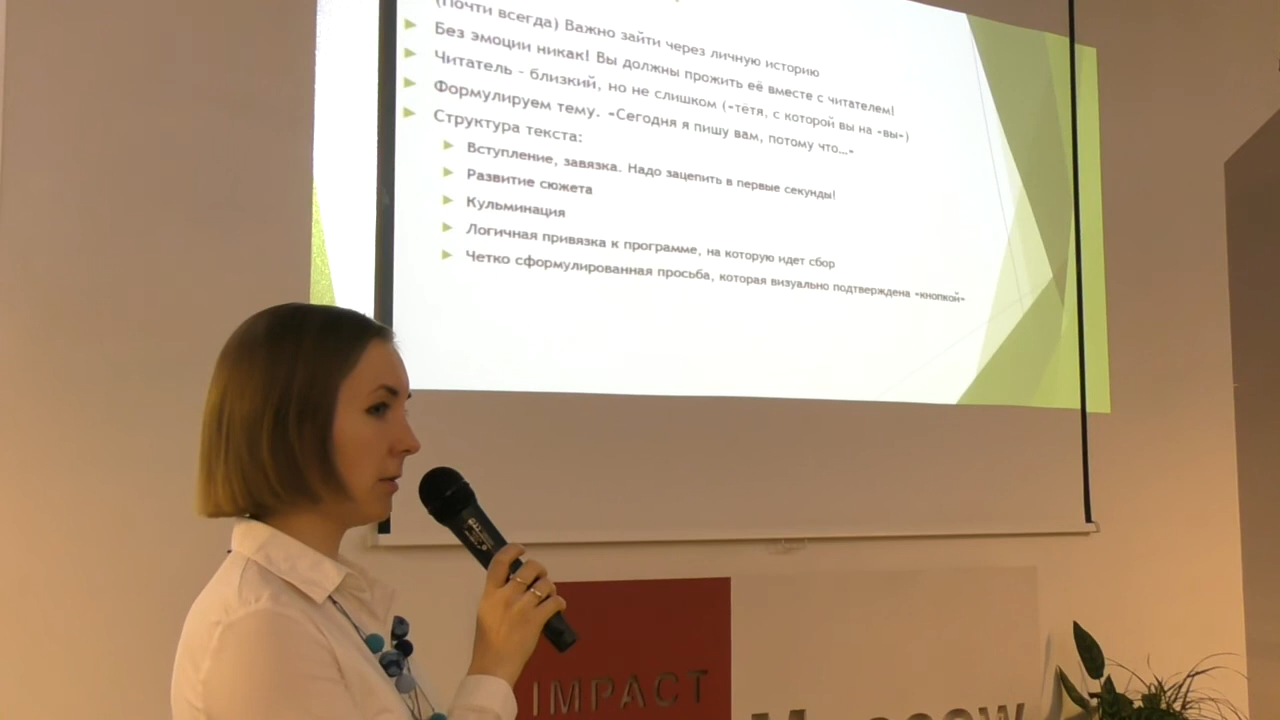 (Почти всегда) Важно зайти через личную историю
Без эмоции никак! Вы должны прожить её вместе с читателем!
Читатель - близкий, но не слишком («тётя, с которой вы на «вы»)
Формулируем тему. «Сегодня я пишу вам, потому что…»
Структура текста:
Вступление, завязка. Надо зацепить в первые секунды!
Развитие сюжета
Кульминация
Логичная привязка к программе, на которую идет сбор
Четко сформулированная просьба, которая визуально подтверждена «кнопкой»
IMPACT
Moscow